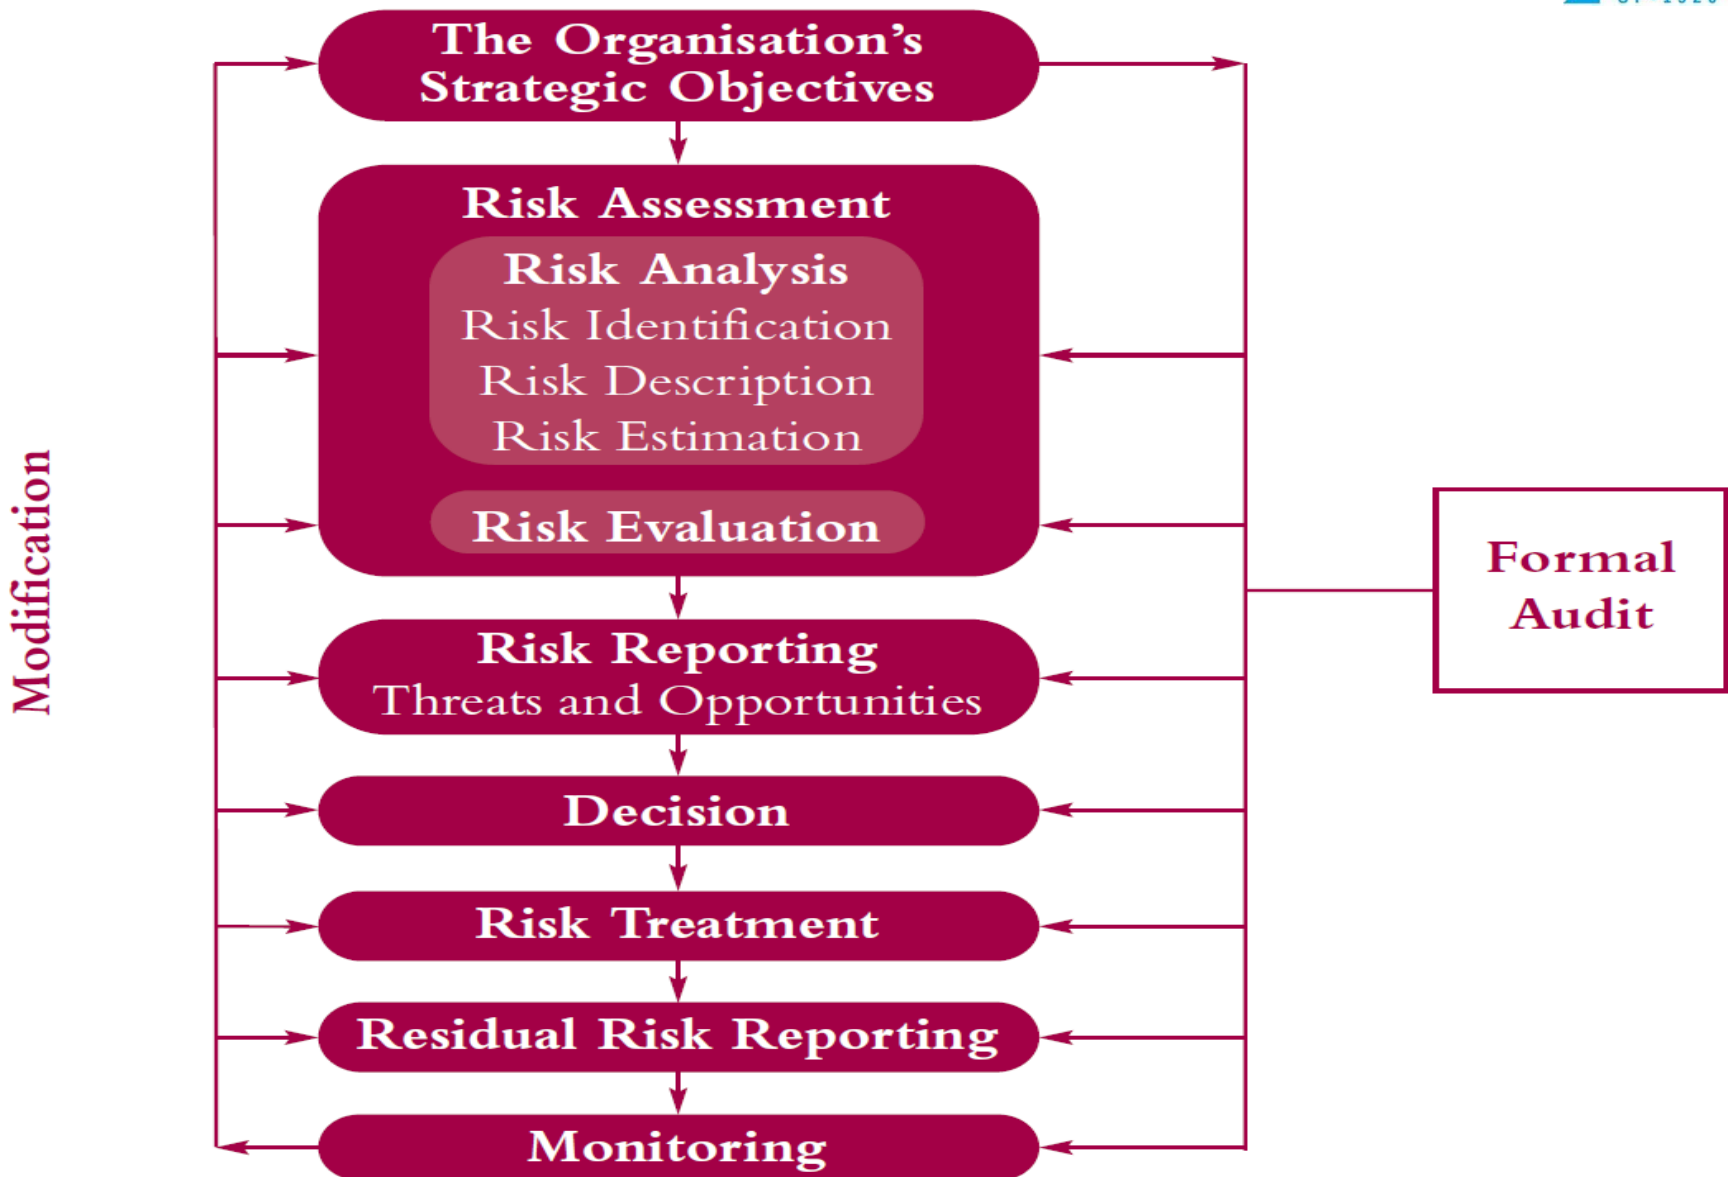 The Organisation’s
Strategic Objectives
Risk Assessment
Risk Analysis
Risk Identification
Risk Description
Risk Estimation
Risk Evaluation
Risk Reporting
Threats and Opportunities
Decision
Risk Treatment
Residual Risk Reporting
Monitoring
Modification
Formal
Audit